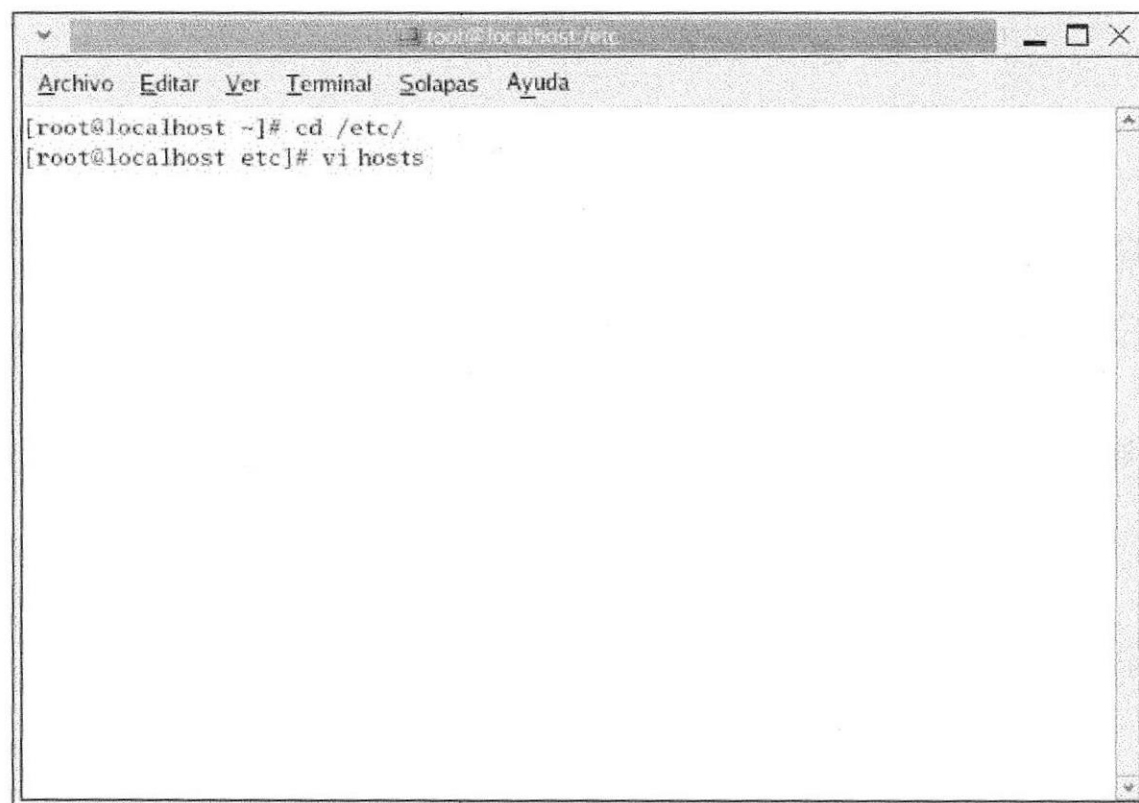 root@localhost:/etc
Archivo Editar Ver Terminal Solapas Ayuda
[root@localhost ~]# cd /etc/
[root@localhost etc]# vi hosts